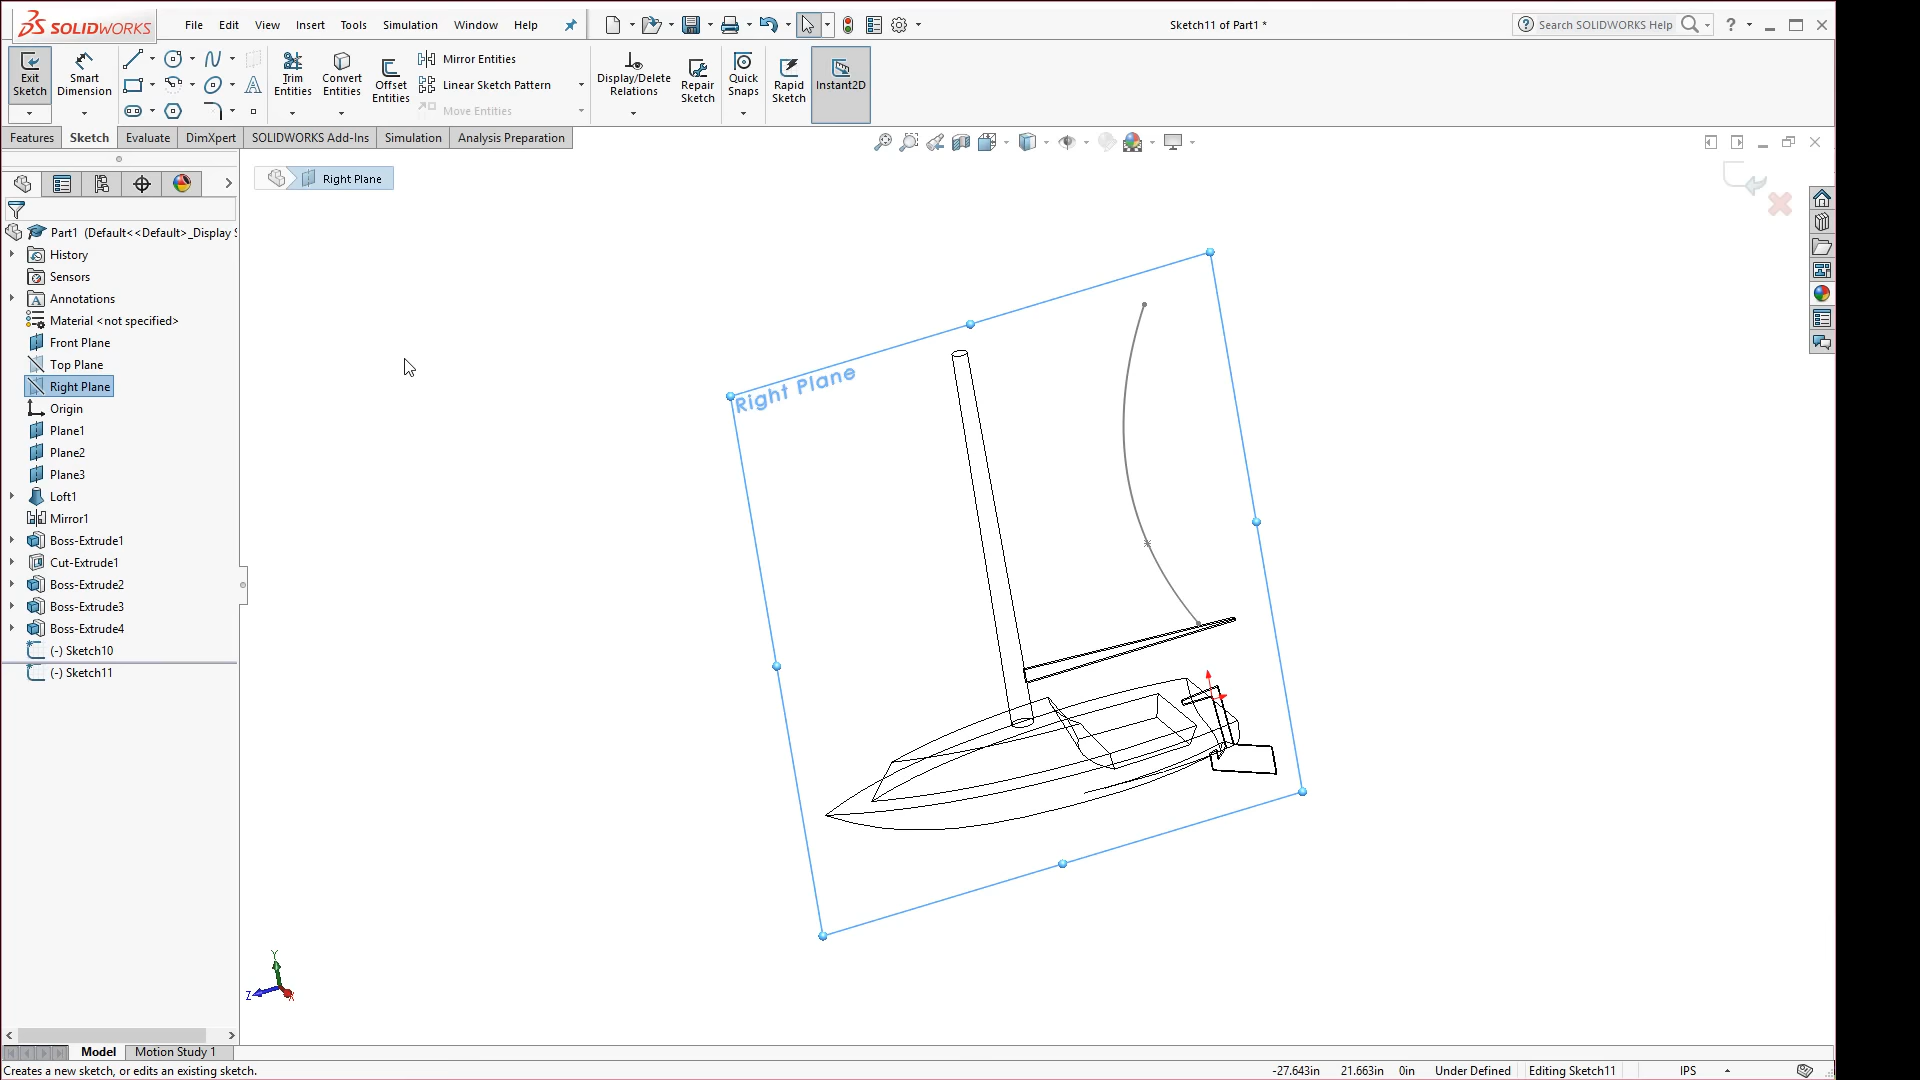 SOLIDWORKS
File Edit View Insert Tools Simulation Window Help
Sketch11 of Part1 *
Search SOLIDWORKS Help
Exit Sketch
Smart Dimension
Trim Entities
Convert Entities
Offset Entities
Mirror Entities
Linear Sketch Pattern
Move Entities
Display/Delete Relations
Repair Sketch
Quick Snaps
Rapid Sketch
Instant2D
Features Sketch Evaluate DimXpert SOLIDWORKS Add-Ins Simulation Analysis Preparation
Right Plane
Part1 (Default<<Default>_Display S
History
Sensors
Annotations
Material <not specified>
Front Plane
Top Plane
Right Plane
Origin
Plane1
Plane2
Plane3
Loft1
Mirror1
Boss-Extrude1
Cut-Extrude1
Boss-Extrude2
Boss-Extrude3
Boss-Extrude4
(-) Sketch10
(-) Sketch11
Right Plane
Y
Z
X
Model Motion Study 1
Creates a new sketch, or edits an existing sketch.
-27.643in 21.663in 0in Under Defined Editing Sketch11 IPS